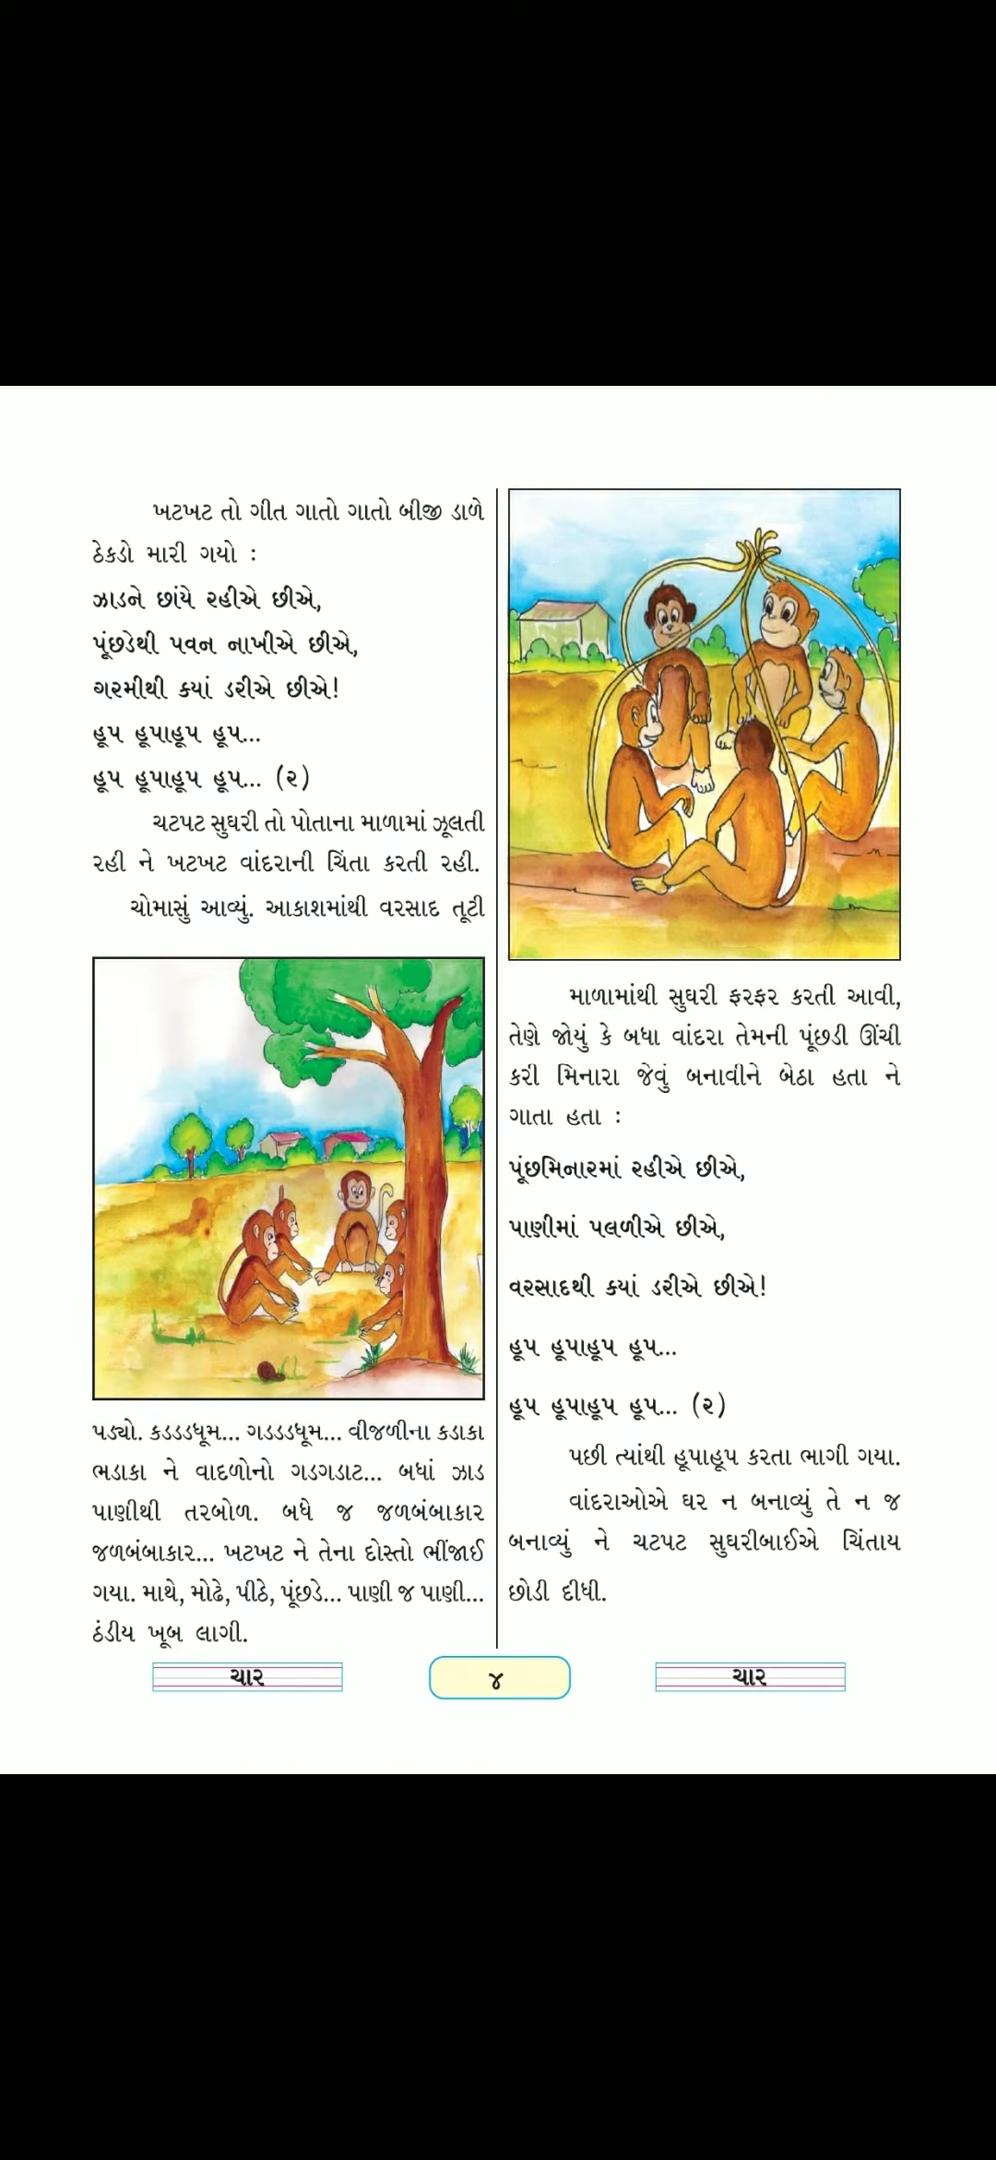 ખટખટ તો ગીત ગાતો ગાતો બીજી ડાળે
ઠેકડો મારી ગયો :
ઝાડને છાંયે રહીએ છીએ,
પૂંછડેથી પવન નાખીએ છીએ,
ગરમીથી ક્યાં ડરીએ છીએ!
હૂપ હૂપાહૂપ હૂપ...
હૂપ હૂપાહૂપ હૂપ... (૨)
ચટપટ સુઘરી તો પોતાના માળામાં ઝૂલતી
રહી ને ખટખટ વાંદરાની ચિંતા કરતી રહી.
ચોમાસું આવ્યું. આકાશમાંથી વરસાદ તૂટી
પડ્યો. કડડડધૂમ... ગડડડધૂમ... વીજળીના કડાકા
ભડાકા ને વાદળોનો ગડગડાટ... બધાં ઝાડ
પાણીથી તરબોળ. બધે જ જળબંબાકાર
જળબંબાકાર... ખટખટ ને તેના દોસ્તો ભીંજાઈ
ગયા. માથે, મોઢે, પીઠે, પૂંછડે... પાણી જ પાણી...
ઠંડીય ખૂબ લાગી.
માળામાંથી સુઘરી ફરફર કરતી આવી,
તેણે જોયું કે બધા વાંદરા તેમની પૂંછડી ઊંચી
કરી મિનારા જેવું બનાવીને બેઠા હતા ને
ગાતા હતા :
પૂંછમિનારમાં રહીએ છીએ,
પાણીમાં પલળીએ છીએ,
વરસાદથી ક્યાં ડરીએ છીએ!
હૂપ હૂપાહૂપ હૂપ...
હૂપ હૂપાહૂપ હૂપ... (૨)
પછી ત્યાંથી હૂપાહૂપ કરતા ભાગી ગયા.
વાંદરાઓએ ઘર ન બનાવ્યું તે ન જ
બનાવ્યું ને ચટપટ સુઘરીબાઈએ ચિંતાય
છોડી દીધી.
ચાર
૪
ચાર